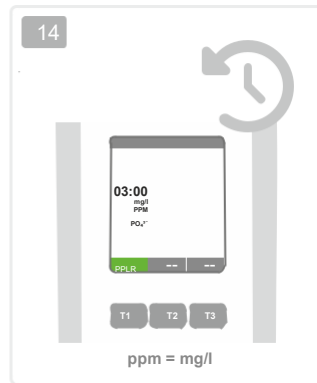 14
03:00
mg/l
PPM
PO₄³⁻
PPLR -- --
T1 T2 T3
ppm = mg/l